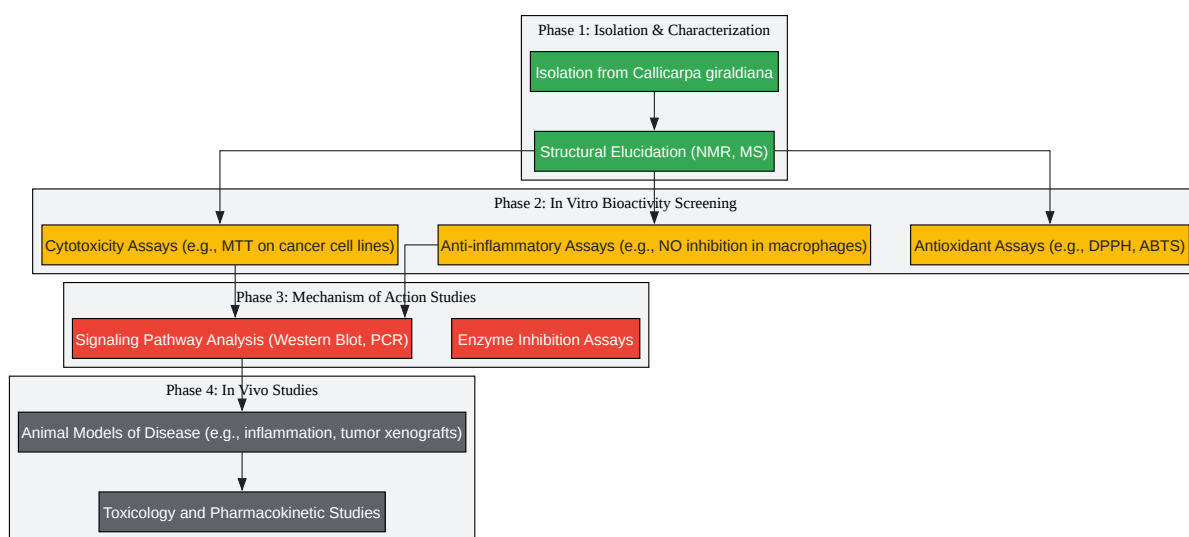 Phase 1: Isolation & Characterization
Isolation from Callicarpa giraldiana
Structural Elucidation (NMR, MS)
Phase 2: In Vitro Bioactivity Screening
Cytotoxicity Assays (e.g., MTT on cancer cell lines)
Anti-inflammatory Assays (e.g., NO inhibition in macrophages)
Antioxidant Assays (e.g., DPPH, ABTS)
Phase 3: Mechanism of Action Studies
Signaling Pathway Analysis (Western Blot, PCR)
Enzyme Inhibition Assays
Phase 4: In Vivo Studies
Animal Models of Disease (e.g., inflammation, tumor xenografts)
Toxicology and Pharmacokinetic Studies